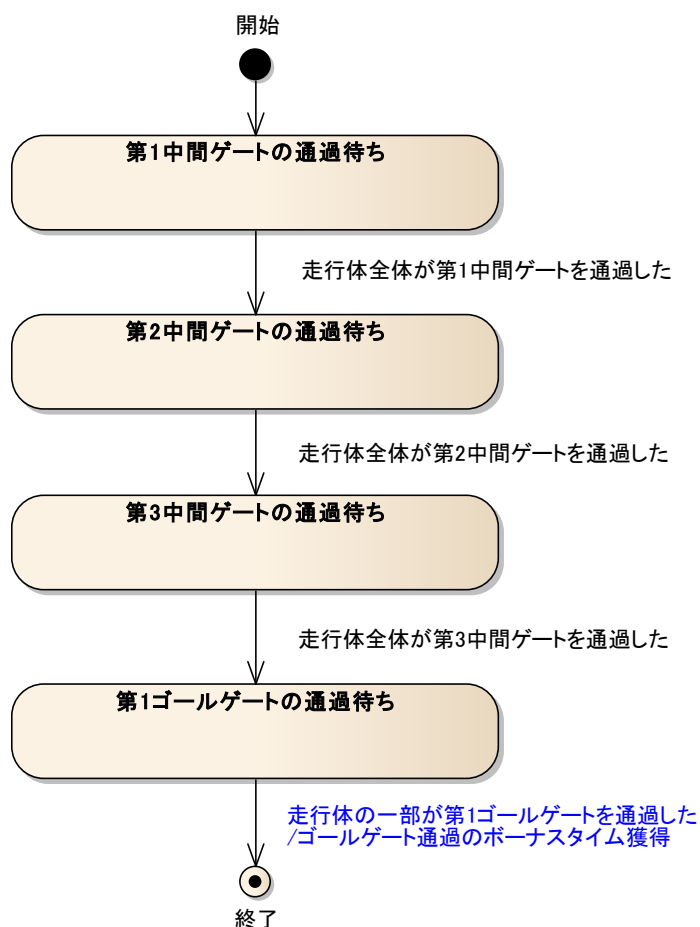 開始
第1中間ゲートの通過待ち
走行体全体が第1中間ゲートを通過した
第2中間ゲートの通過待ち
走行体全体が第2中間ゲートを通過した
第3中間ゲートの通過待ち
走行体全体が第3中間ゲートを通過した
第1ゴールゲートの通過待ち
走行体の一部が第1ゴールゲートを通過した
/ゴールゲート通過のボーナスタイム獲得
終了